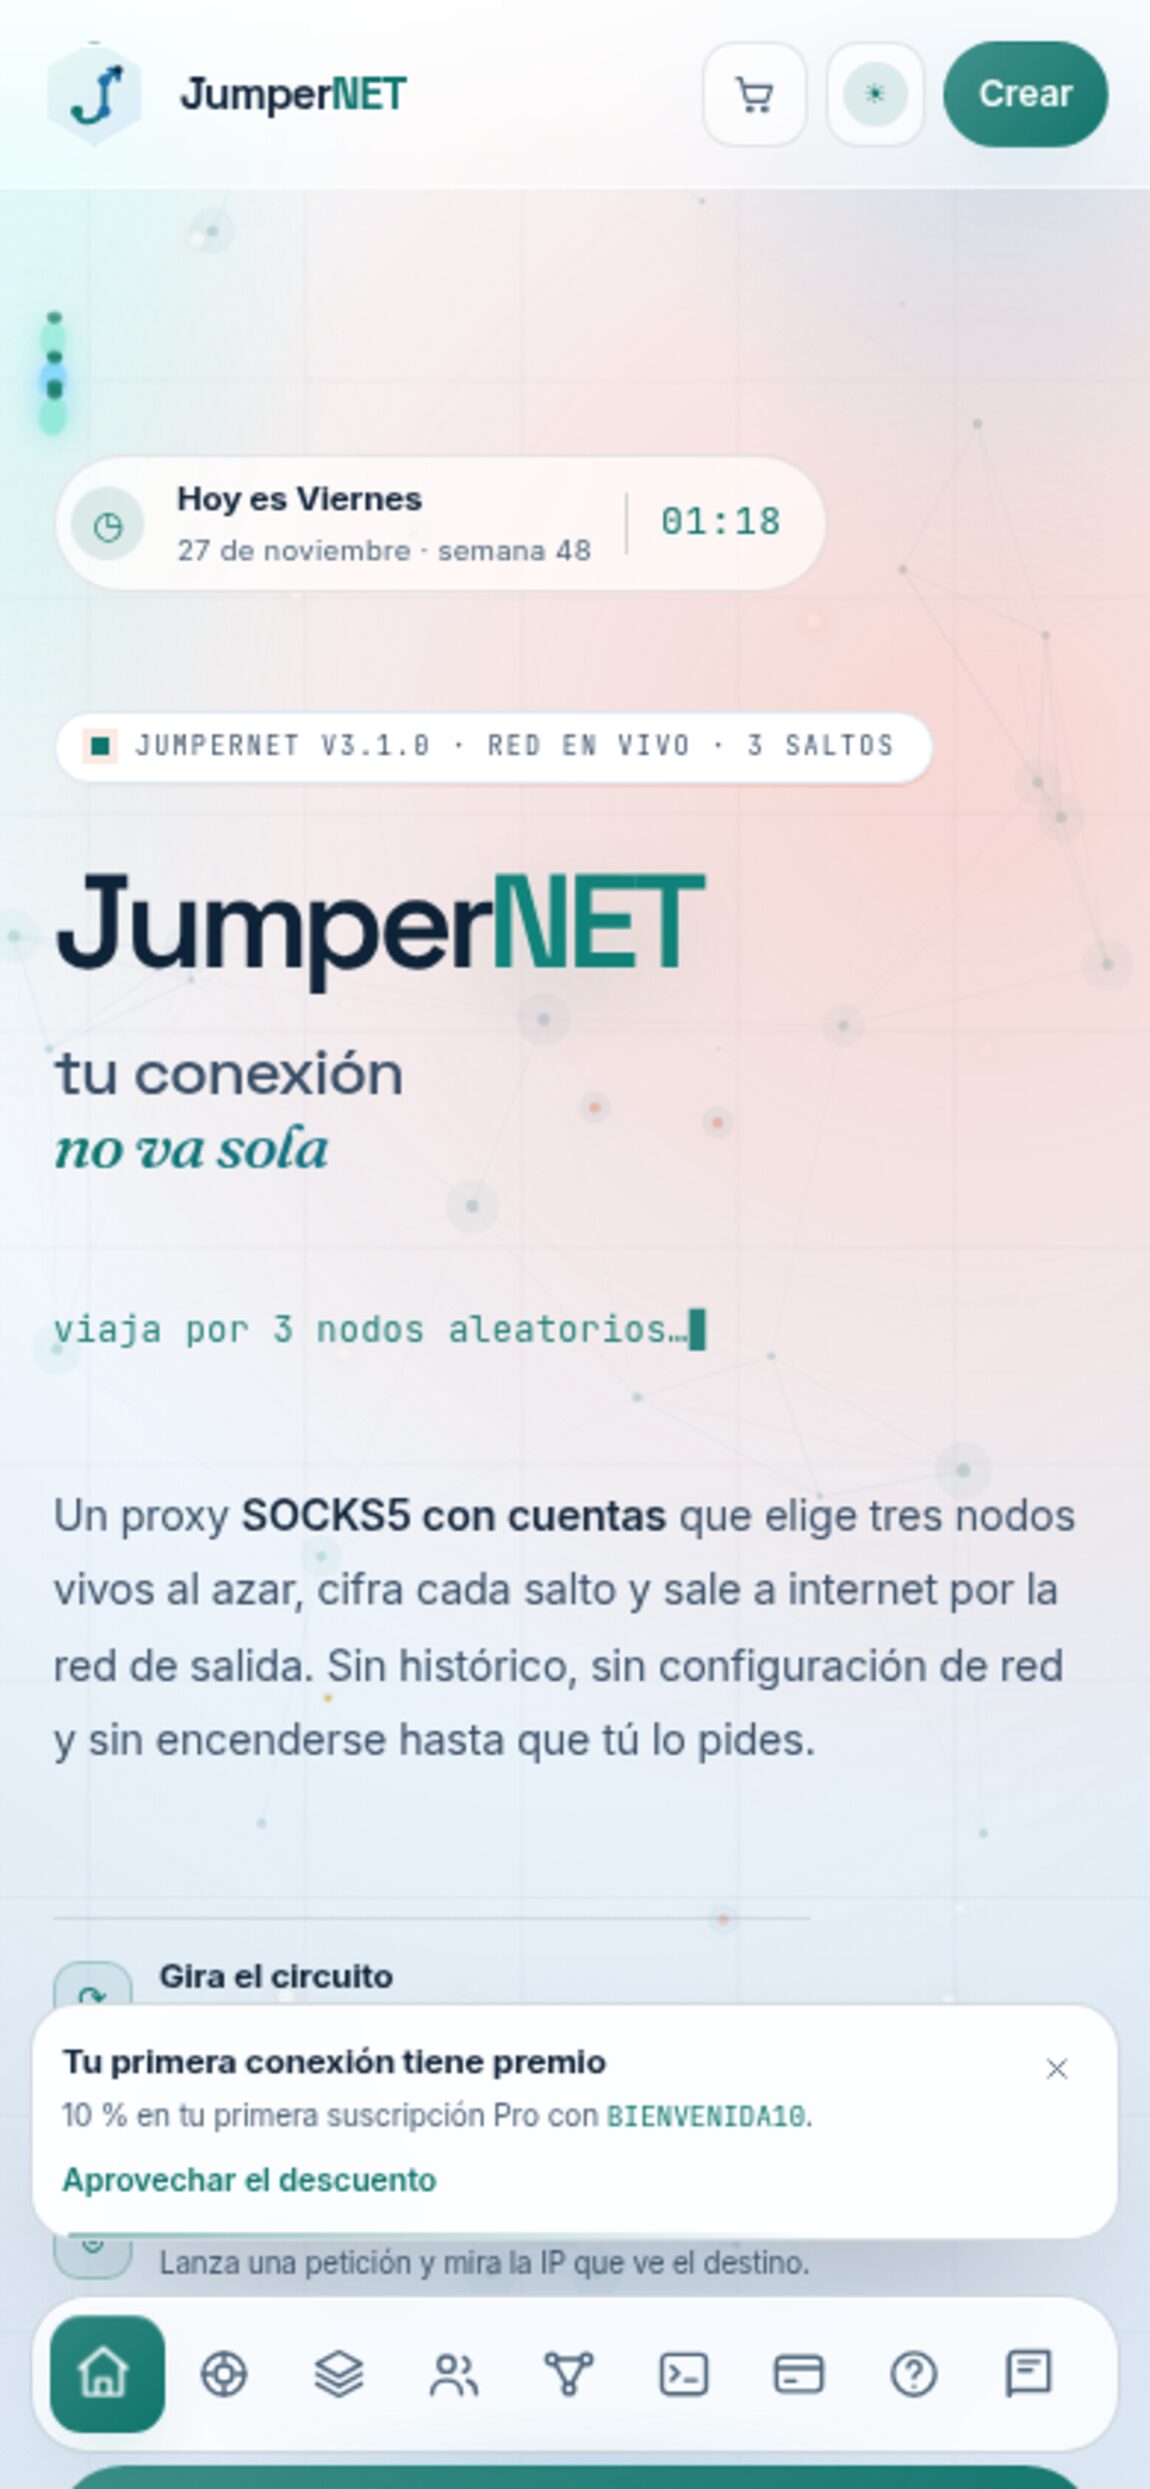 JumperNET
Crear
Hoy es Viernes
27 de noviembre · semana 48
01:18
JUMPERNET V3.1.0 · RED EN VIVO · 3 SALTOS
JumperNET
tu conexión
no va sola
viaja por 3 nodos aleatorios…
Un proxy SOCKS5 con cuentas que elige tres nodos
vivos al azar, cifra cada salto y sale a internet por la
red de salida. Sin histórico, sin configuración de red
y sin encenderse hasta que tú lo pides.
Gira el circuito
Tu primera conexión tiene premio
10 % en tu primera suscripción Pro con BIENVENIDA10.
Aprovechar el descuento
Lanza una petición y mira la IP que ve el destino.